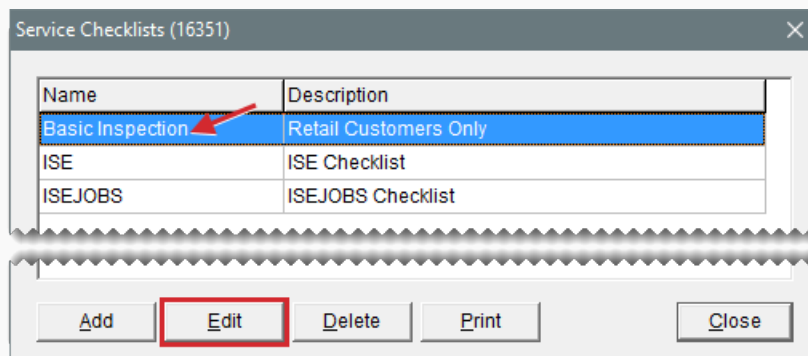 Service Checklists (16351)
Name Description
Basic Inspection Retail Customers Only
ISE ISE Checklist
ISEJOBS ISEJOBS Checklist
Add Edit Delete Print Close